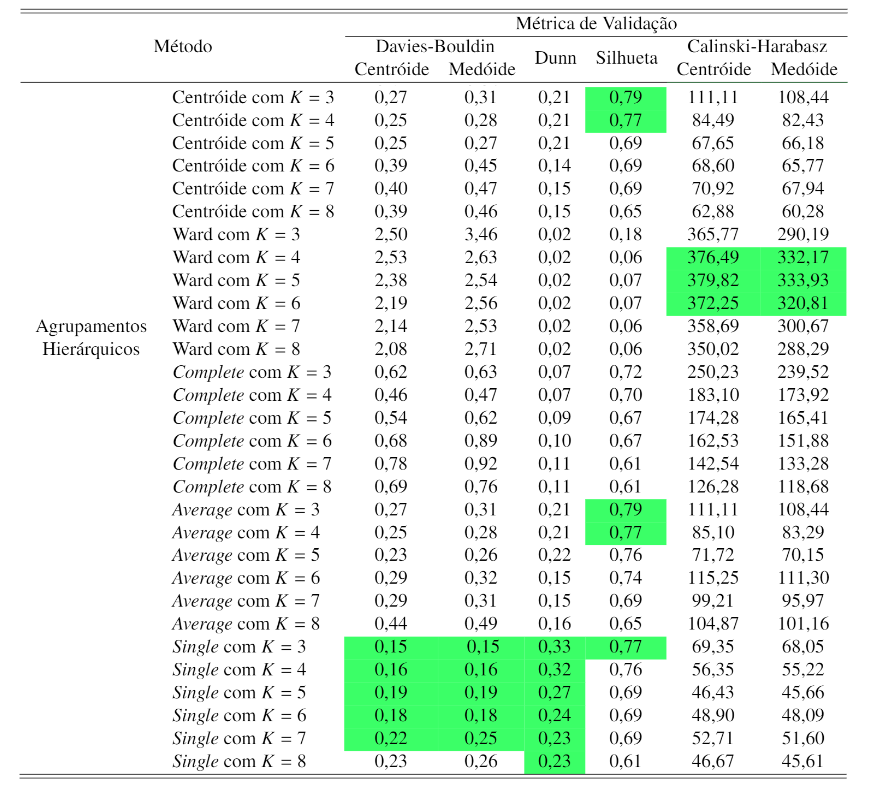 Métrica de Validação
Método Davies-Bouldin Dunn Silhueta Calinski-Harabasz
Centróide Medóide Centróide Medóide
Centróide com K = 3 0,27 0,31 0,21 0,79 111,11 108,44
Centróide com K = 4 0,25 0,28 0,21 0,77 84,49 82,43
Centróide com K = 5 0,25 0,27 0,21 0,69 67,65 66,18
Centróide com K = 6 0,39 0,45 0,14 0,69 68,60 65,77
Centróide com K = 7 0,40 0,47 0,15 0,69 70,92 67,94
Centróide com K = 8 0,39 0,46 0,15 0,65 62,88 60,28
Ward com K = 3 2,50 3,46 0,02 0,18 365,77 290,19
Ward com K = 4 2,53 2,63 0,02 0,06 376,49 332,17
Ward com K = 5 2,38 2,54 0,02 0,07 379,82 333,93
Ward com K = 6 2,19 2,56 0,02 0,07 372,25 320,81
Agrupamentos Ward com K = 7 2,14 2,53 0,02 0,06 358,69 300,67
Hierárquicos Ward com K = 8 2,08 2,71 0,02 0,06 350,02 288,29
Complete com K = 3 0,62 0,63 0,07 0,72 250,23 239,52
Complete com K = 4 0,46 0,47 0,07 0,70 183,10 173,92
Complete com K = 5 0,54 0,62 0,09 0,67 174,28 165,41
Complete com K = 6 0,68 0,89 0,10 0,67 162,53 151,88
Complete com K = 7 0,78 0,92 0,11 0,61 142,54 133,28
Complete com K = 8 0,69 0,76 0,11 0,61 126,28 118,68
Average com K = 3 0,27 0,31 0,21 0,79 111,11 108,44
Average com K = 4 0,25 0,28 0,21 0,77 85,10 83,29
Average com K = 5 0,23 0,26 0,22 0,76 71,72 70,15
Average com K = 6 0,29 0,32 0,15 0,74 115,25 111,30
Average com K = 7 0,29 0,31 0,15 0,69 99,21 95,97
Average com K = 8 0,44 0,49 0,16 0,65 104,87 101,16
Single com K = 3 0,15 0,15 0,33 0,77 69,35 68,05
Single com K = 4 0,16 0,16 0,32 0,76 56,35 55,22
Single com K = 5 0,19 0,19 0,27 0,69 46,43 45,66
Single com K = 6 0,18 0,18 0,24 0,69 48,90 48,09
Single com K = 7 0,22 0,25 0,23 0,69 52,71 51,60
Single com K = 8 0,23 0,26 0,23 0,61 46,67 45,61